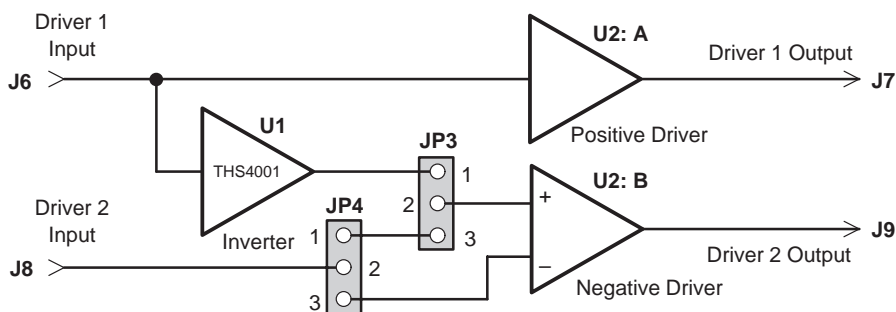 Driver 1
Input
J6
U2: A
Driver 1 Output
J7
Positive Driver
U1
THS4001
Inverter
JP3
1
2
3
Driver 2
Input
J8
JP4
1
2
3
U2: B
+
–
J9
Driver 2 Output
Negative Driver